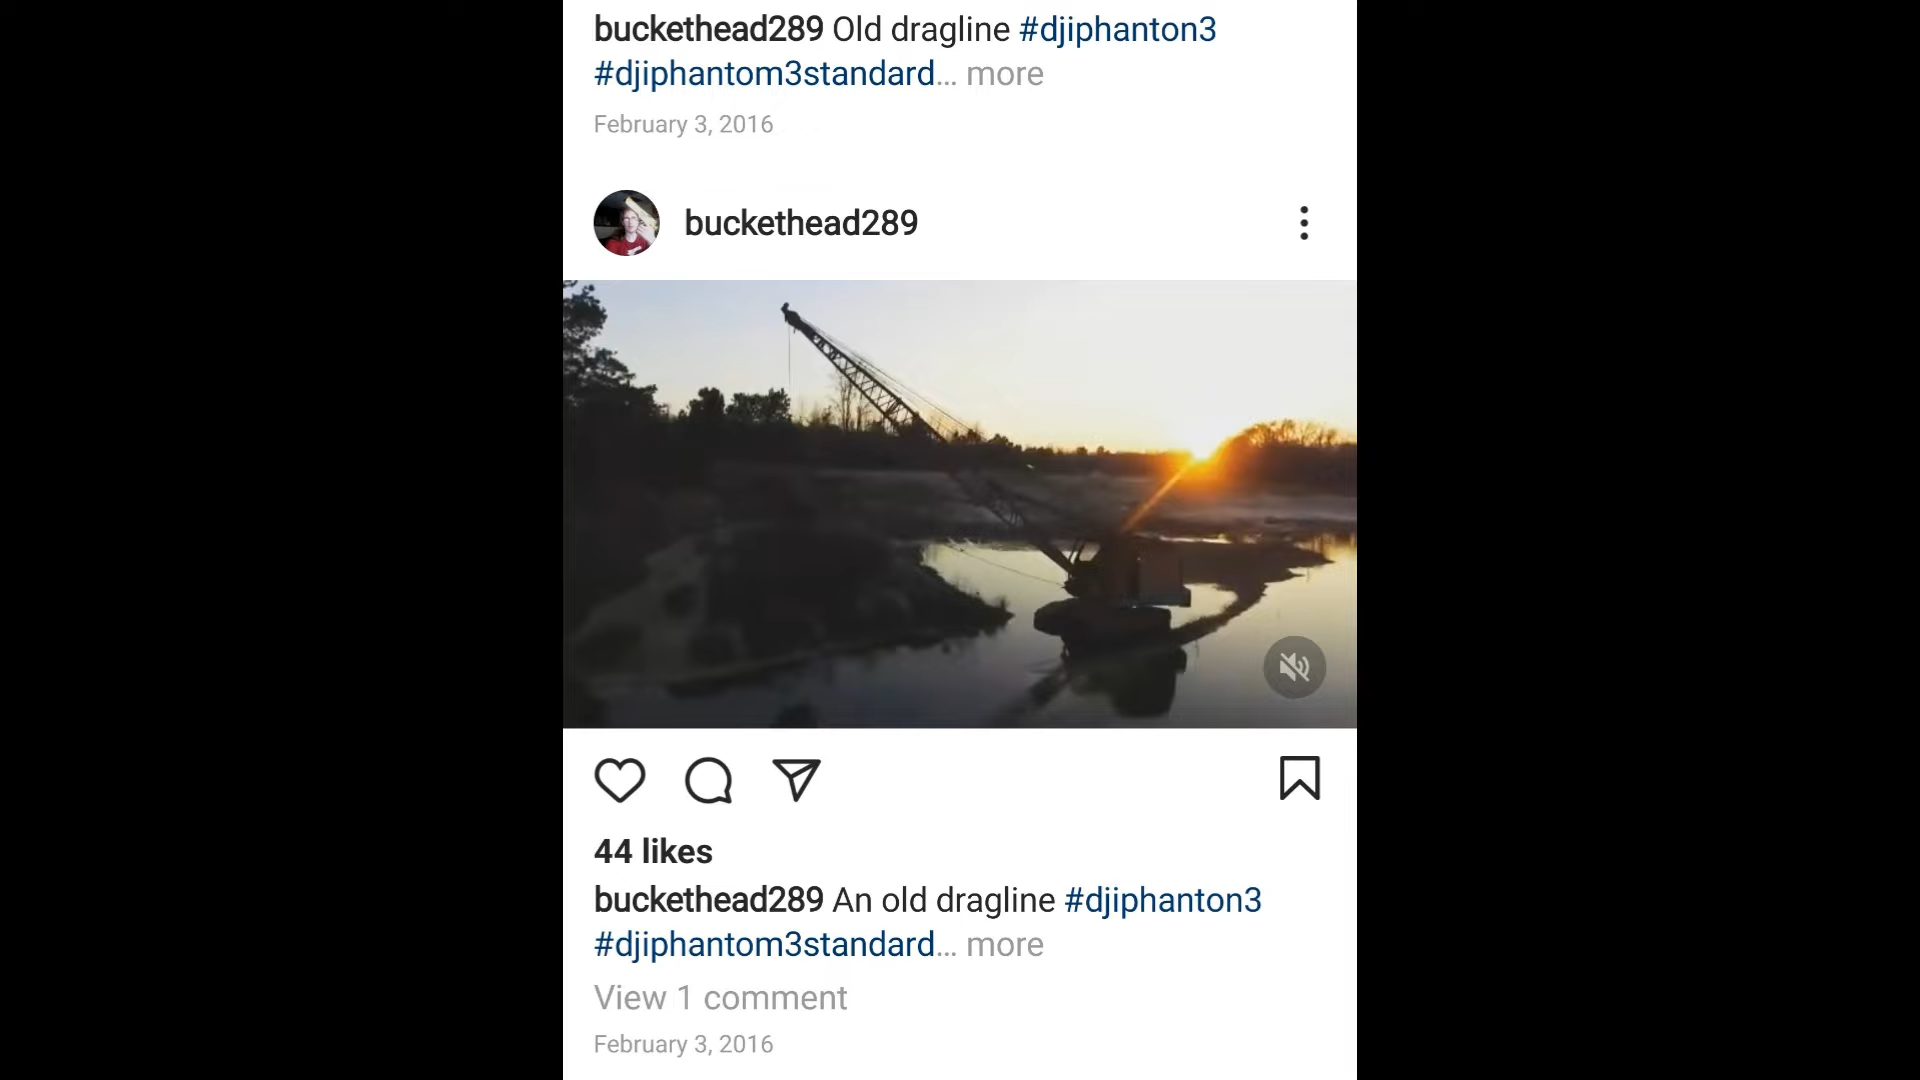 buckethead289 Old dragline #djiphanton3
#djiphantom3standard... more
February 3, 2016
buckethead289
44 likes
buckethead289 An old dragline #djiphanton3
#djiphantom3standard... more
View 1 comment
February 3, 2016